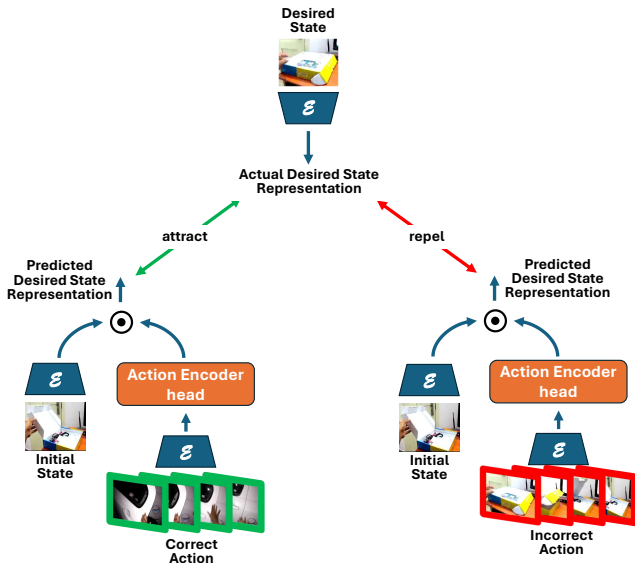 Desired
State
ℰ
Actual Desired State
Representation
attract
repel
Predicted
Desired State
Representation
Predicted
Desired State
Representation
ℰ
Action Encoder
head
ℰ
Action Encoder
head
Initial
State
ℰ
Initial
State
ℰ
Correct
Action
Incorrect
Action